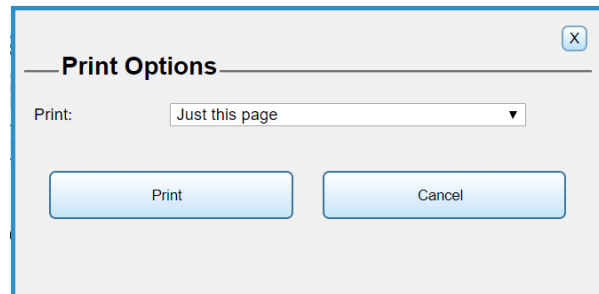 X
Print Options
Print: Just this page
Print Cancel